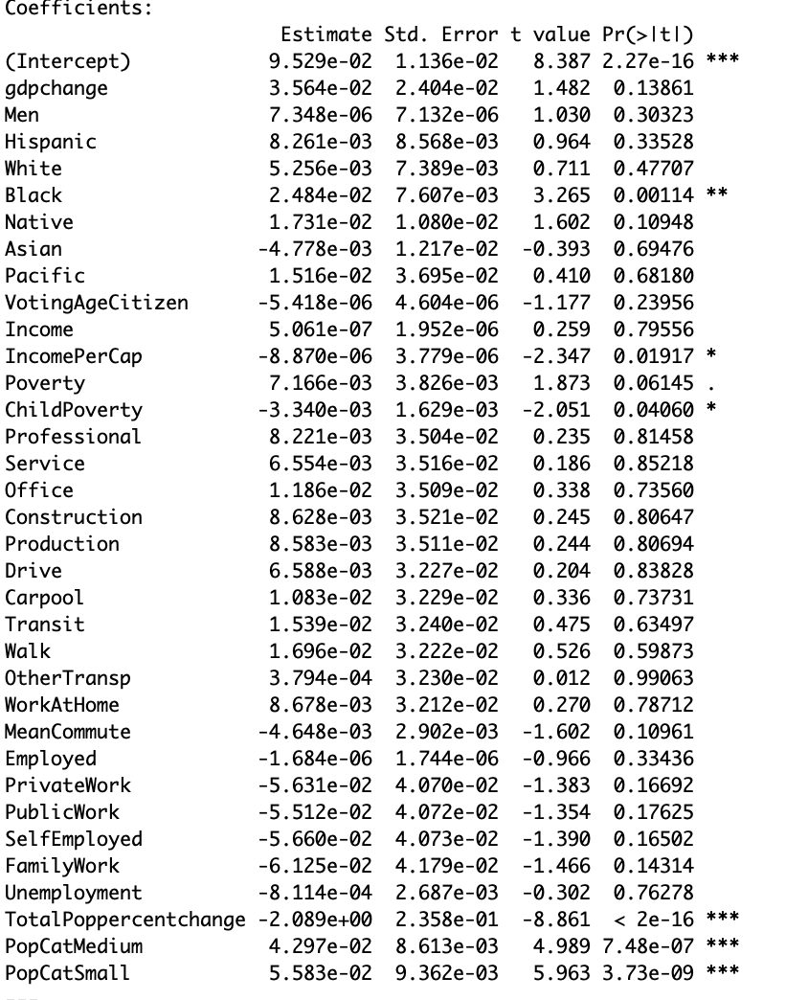 Coefficients:
Estimate Std. Error t value Pr(>|t|)
(Intercept) 9.529e-02 1.136e-02 8.387 2.27e-16 ***
gdpchange 3.564e-02 2.404e-02 1.482 0.13861
Men 7.348e-06 7.132e-06 1.030 0.30323
Hispanic 8.261e-03 8.568e-03 0.964 0.33528
White 5.256e-03 7.389e-03 0.711 0.47707
Black 2.484e-02 7.607e-03 3.265 0.00114 **
Native 1.731e-02 1.080e-02 1.602 0.10948
Asian -4.778e-03 1.217e-02 -0.393 0.69476
Pacific 1.516e-02 3.695e-02 0.410 0.68180
VotingAgeCitizen -5.418e-06 4.604e-06 -1.177 0.23956
Income 5.061e-07 1.952e-06 0.259 0.79556
IncomePerCap -8.870e-06 3.779e-06 -2.347 0.01917 *
Poverty 7.166e-03 3.826e-03 1.873 0.06145 .
ChildPoverty -3.340e-03 1.629e-03 -2.051 0.04060 *
Professional 8.221e-03 3.504e-02 0.235 0.81458
Service 6.554e-03 3.516e-02 0.186 0.85218
Office 1.186e-02 3.509e-02 0.338 0.73560
Construction 8.628e-03 3.521e-02 0.245 0.80647
Production 8.583e-03 3.511e-02 0.244 0.80694
Drive 6.588e-03 3.227e-02 0.204 0.83828
Carpool 1.083e-02 3.229e-02 0.336 0.73731
Transit 1.539e-02 3.240e-02 0.475 0.63497
Walk 1.696e-02 3.222e-02 0.526 0.59873
OtherTransp 3.794e-04 3.230e-02 0.012 0.99063
WorkAtHome 8.678e-03 3.212e-02 0.270 0.78712
MeanCommute -4.648e-03 2.902e-03 -1.602 0.10961
Employed -1.684e-06 1.744e-06 -0.966 0.33436
PrivateWork -5.631e-02 4.070e-02 -1.383 0.16692
PublicWork -5.512e-02 4.072e-02 -1.354 0.17625
SelfEmployed -5.660e-02 4.073e-02 -1.390 0.16502
FamilyWork -6.125e-02 4.179e-02 -1.466 0.14314
Unemployment -8.114e-04 2.687e-03 -0.302 0.76278
TotalPoppercentchange -2.089e+00 2.358e-01 -8.861 < 2e-16 ***
PopCatMedium 4.297e-02 8.613e-03 4.989 7.48e-07 ***
PopCatSmall 5.583e-02 9.362e-03 5.963 3.73e-09 ***
---